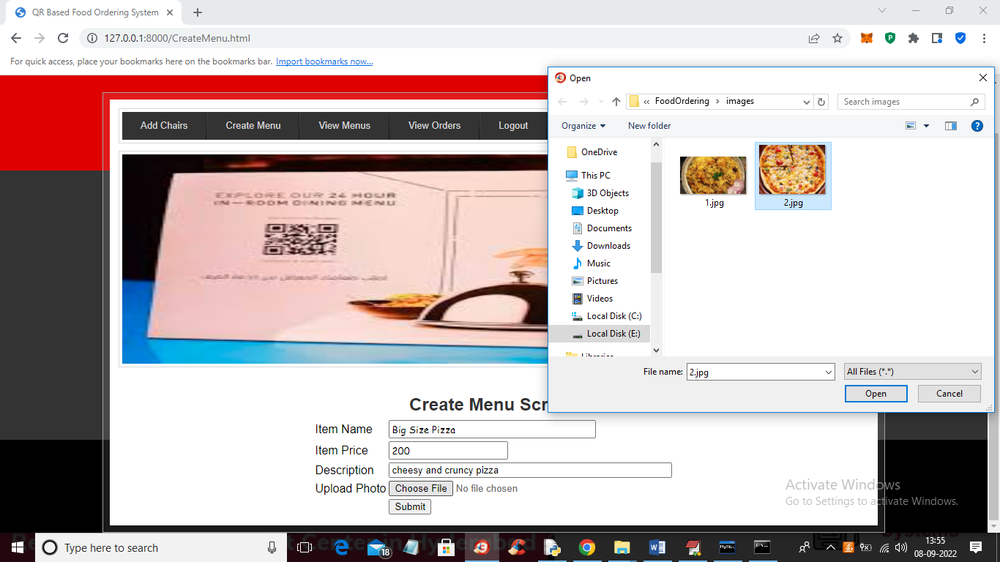 QR Based Food Ordering System
127.0.0.1:8000/CreateMenu.html
For quick access, place your bookmarks here on the bookmarks bar. Import bookmarks now...
Open
« FoodOrdering > images
Search images
Organize
New folder
OneDrive
This PC
3D Objects
Desktop
Documents
Downloads
Music
Pictures
Videos
Local Disk (C:)
Local Disk (E:)
Libraries
1.jpg
2.jpg
File name: 2.jpg
All Files (*.*)
Open Cancel
Add Chairs Create Menu View Menus View Orders Logout
EXPLORE OUR 24 HOUR
IN-ROOM DINING MENU
Create Menu Scr
Item Name Big Size Pizza
Item Price 200
Description cheesy and cruncy pizza
Upload Photo Choose File No file chosen
Submit
Activate Windows
Go to Settings to activate Windows.
Type here to search
18
13:55
08-09-2022